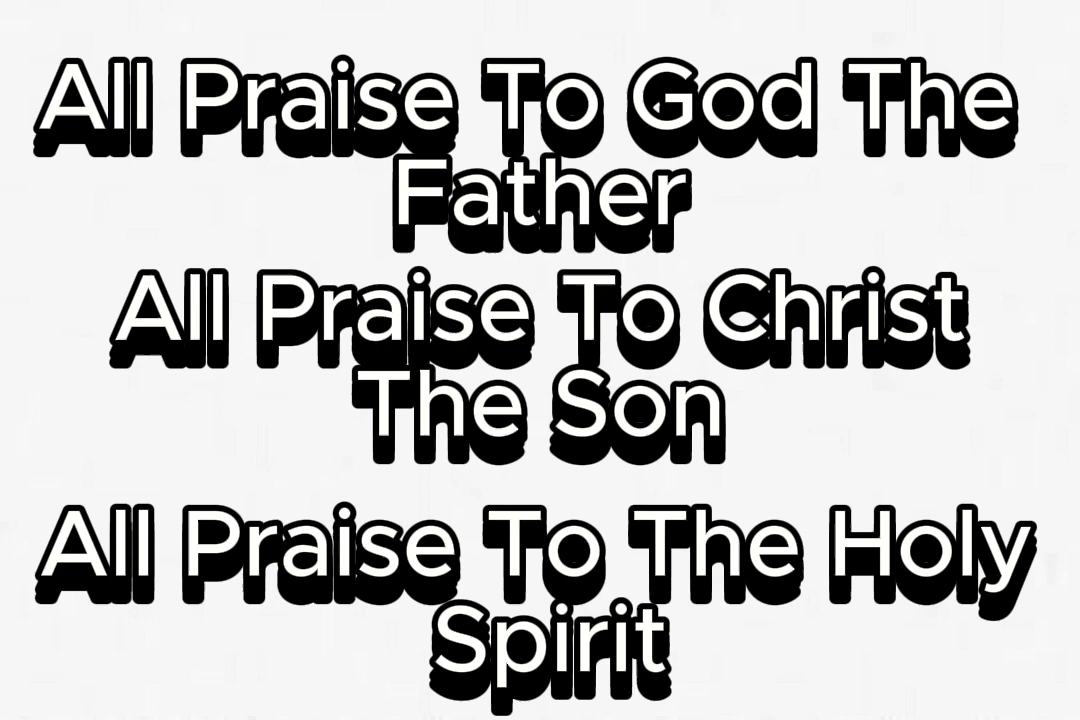 All Praise To God The
Father
All Praise To Christ
The Son
All Praise To The Holy
Spirit